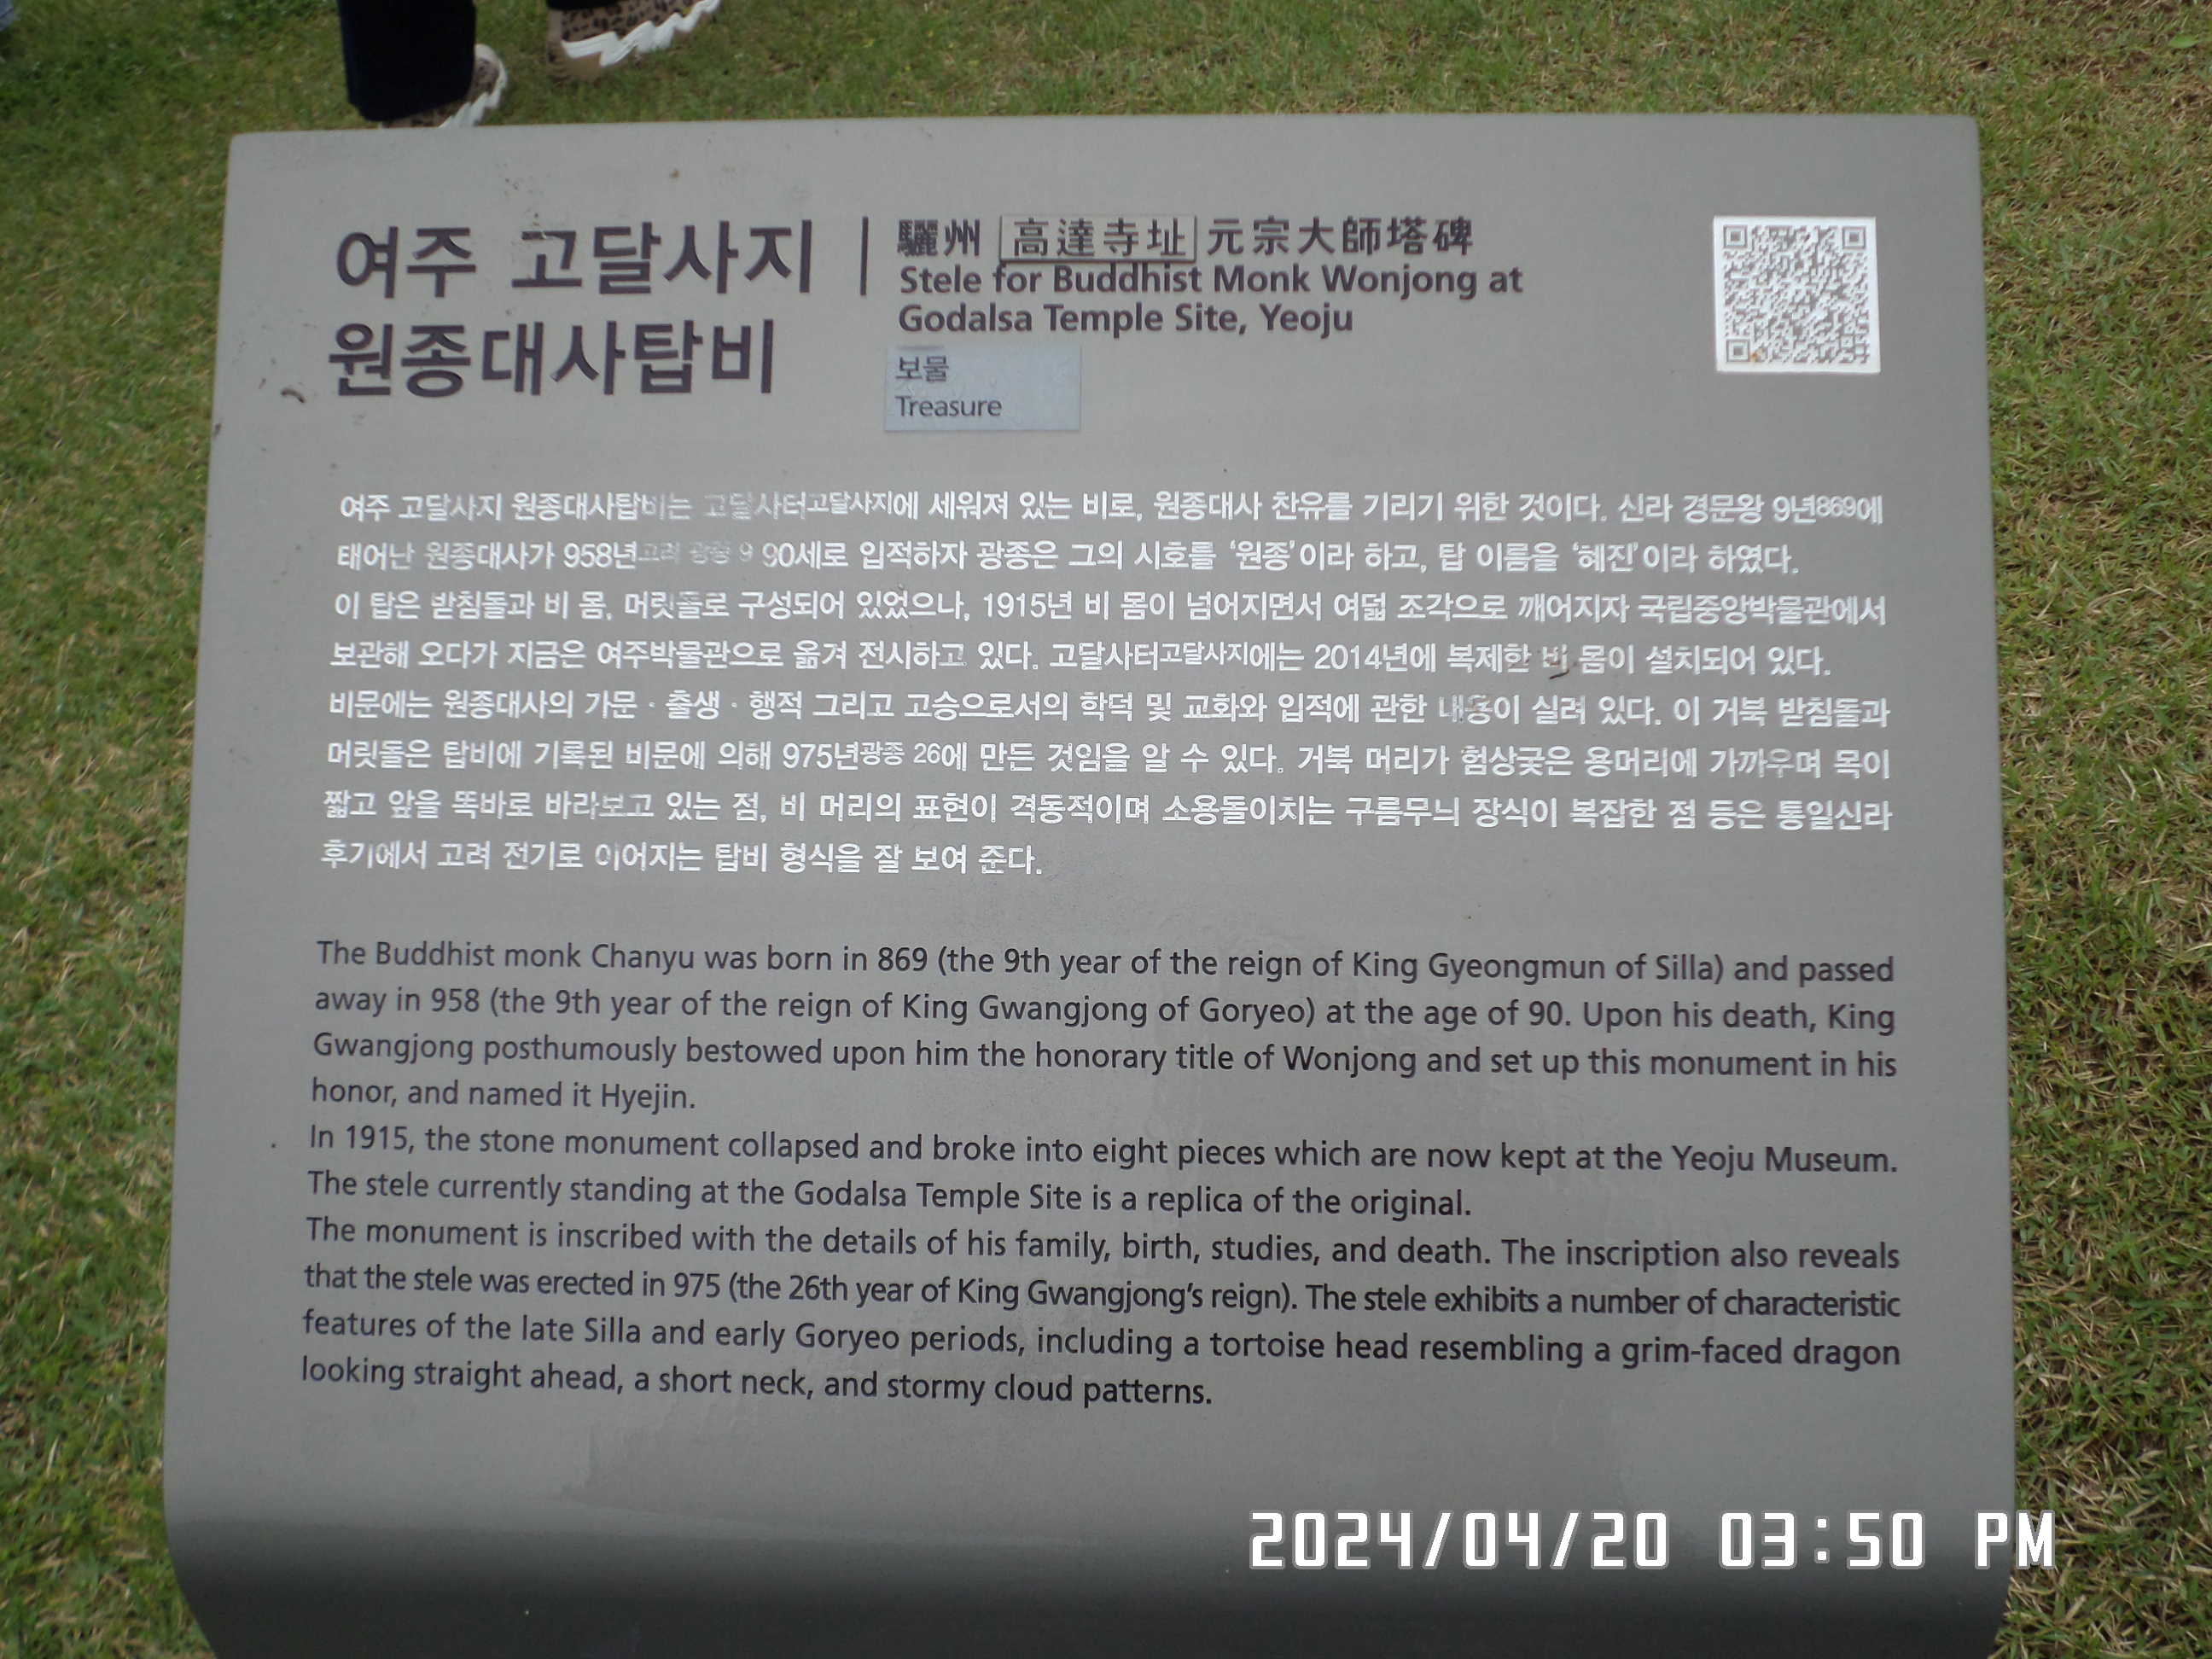 여주 고달사지
원종대사탑비
驪州 高達寺址 元宗大師塔碑
Stele for Buddhist Monk Wonjong at
Godalsa Temple Site, Yeoju
보물
Treasure
여주 고달사지 원종대사탑비는 고달사터고달사지에 세워져 있는 비로, 원종대사 찬유를 기리기 위한 것이다. 신라 경문왕 9년869에
태어난 원종대사가 958년고려 광종 9 90세로 입적하자 광종은 그의 시호를 ‘원종’이라 하고, 탑 이름을 ‘혜진’이라 하였다.
이 탑은 받침돌과 비 몸, 머릿돌로 구성되어 있었으나, 1915년 비 몸이 넘어지면서 여덟 조각으로 깨어지자 국립중앙박물관에서
보관해 오다가 지금은 여주박물관으로 옮겨 전시하고 있다. 고달사터고달사지에는 2014년에 복제한 비 몸이 설치되어 있다.
비문에는 원종대사의 가문 · 출생 · 행적 그리고 고승으로서의 학덕 및 교화와 입적에 관한 내용이 실려 있다. 이 거북 받침돌과
머릿돌은 탑비에 기록된 비문에 의해 975년광종 26에 만든 것임을 알 수 있다. 거북 머리가 험상궂은 용머리에 가까우며 목이
짧고 앞을 똑바로 바라보고 있는 점, 비 머리의 표현이 격동적이며 소용돌이치는 구름무늬 장식이 복잡한 점 등은 통일신라
후기에서 고려 전기로 이어지는 탑비 형식을 잘 보여 준다.
The Buddhist monk Chanyu was born in 869 (the 9th year of the reign of King Gyeongmun of Silla) and passed
away in 958 (the 9th year of the reign of King Gwangjong of Goryeo) at the age of 90. Upon his death, King
Gwangjong posthumously bestowed upon him the honorary title of Wonjong and set up this monument in his
honor, and named it Hyejin.
In 1915, the stone monument collapsed and broke into eight pieces which are now kept at the Yeoju Museum.
The stele currently standing at the Godalsa Temple Site is a replica of the original.
The monument is inscribed with the details of his family, birth, studies, and death. The inscription also reveals
that the stele was erected in 975 (the 26th year of King Gwangjong’s reign). The stele exhibits a number of characteristic
features of the late Silla and early Goryeo periods, including a tortoise head resembling a grim-faced dragon
looking straight ahead, a short neck, and stormy cloud patterns.
2024/04/20 03:50 PM